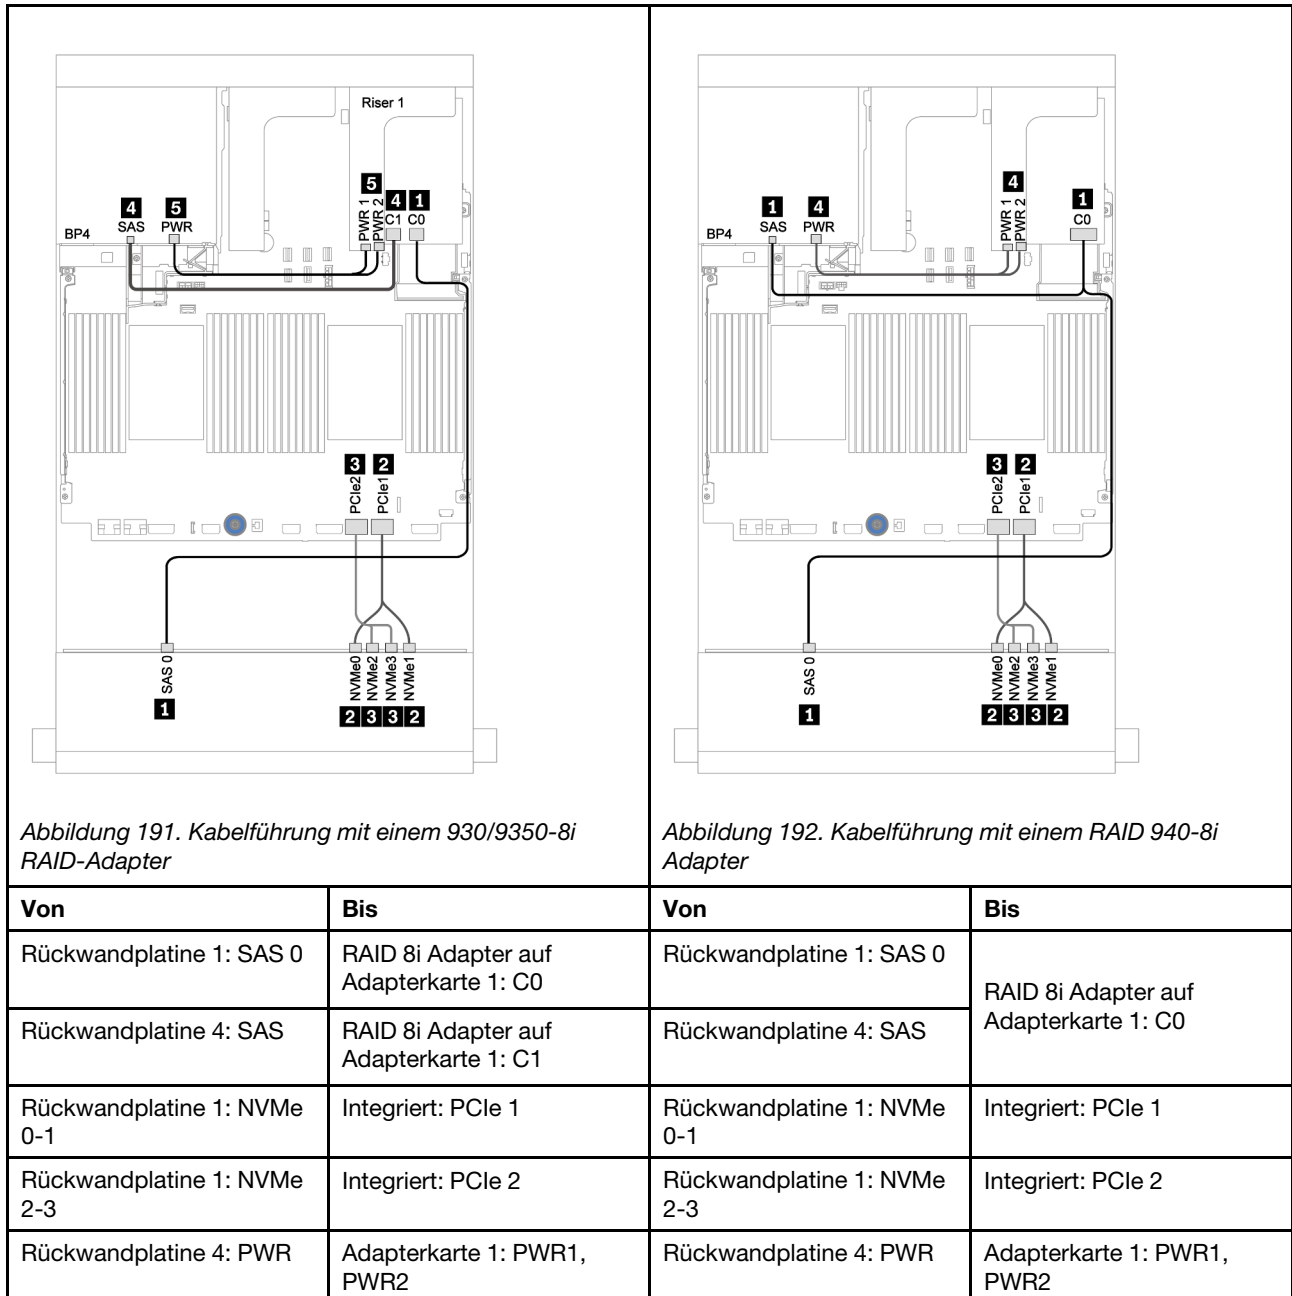 Riser 1
5
4
1
4
5
PWR 1
PWR 2
C1
C0
SAS
PWR
BP4
3
2
PCIe2
PCIe1
SAS 0
NVMe0
NVMe2
NVMe3
NVMe1
1
2
3
3
2
Abbildung 191. Kabelführung mit einem 930/9350-8i
RAID-Adapter
4
1
1
4
PWR 1
PWR 2
C0
SAS
PWR
BP4
3
2
PCIe2
PCIe1
SAS 0
NVMe0
NVMe2
NVMe3
NVMe1
1
2
3
3
2
Abbildung 192. Kabelführung mit einem RAID 940-8i
Adapter
Von
Bis
Von
Bis
Rückwandplatine 1: SAS 0
RAID 8i Adapter auf
Adapterkarte 1: C0
Rückwandplatine 1: SAS 0
RAID 8i Adapter auf
Adapterkarte 1: C0
Rückwandplatine 4: SAS
RAID 8i Adapter auf
Adapterkarte 1: C1
Rückwandplatine 4: SAS
Rückwandplatine 1: NVMe
0-1
Integriert: PCIe 1
Rückwandplatine 1: NVMe
0-1
Integriert: PCIe 1
Rückwandplatine 1: NVMe
2-3
Integriert: PCIe 2
Rückwandplatine 1: NVMe
2-3
Integriert: PCIe 2
Rückwandplatine 4: PWR
Adapterkarte 1: PWR1,
PWR2
Rückwandplatine 4: PWR
Adapterkarte 1: PWR1,
PWR2